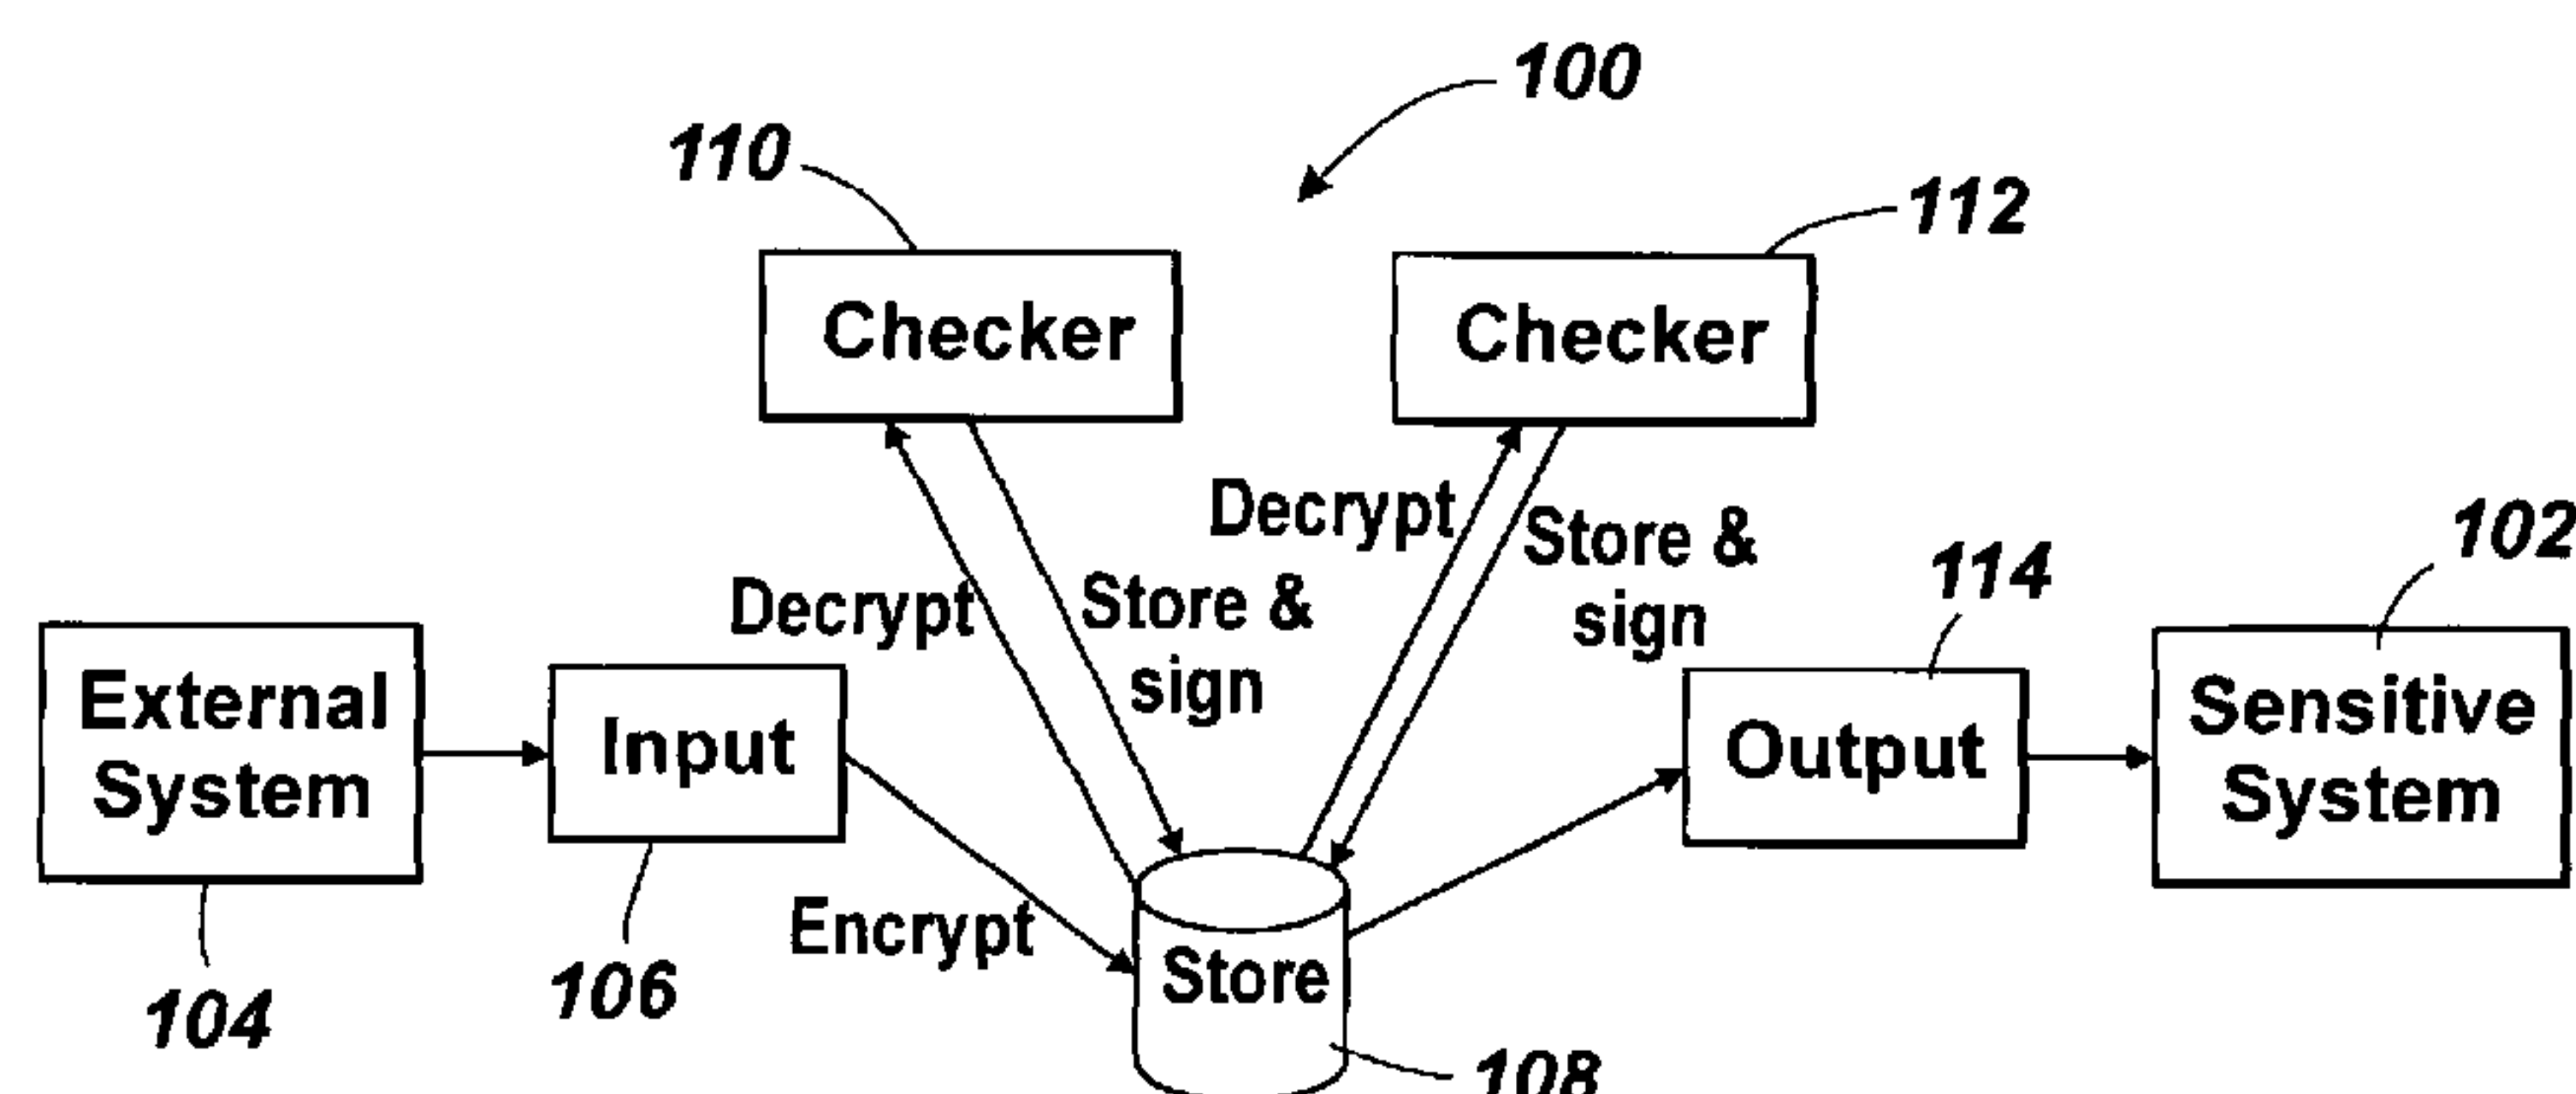 100
110
112
Checker
Checker
Decrypt
Store &
sign
Decrypt
Store &
sign
102
114
External
System
Input
Output
Sensitive
System
Encrypt
Store
104
106
108